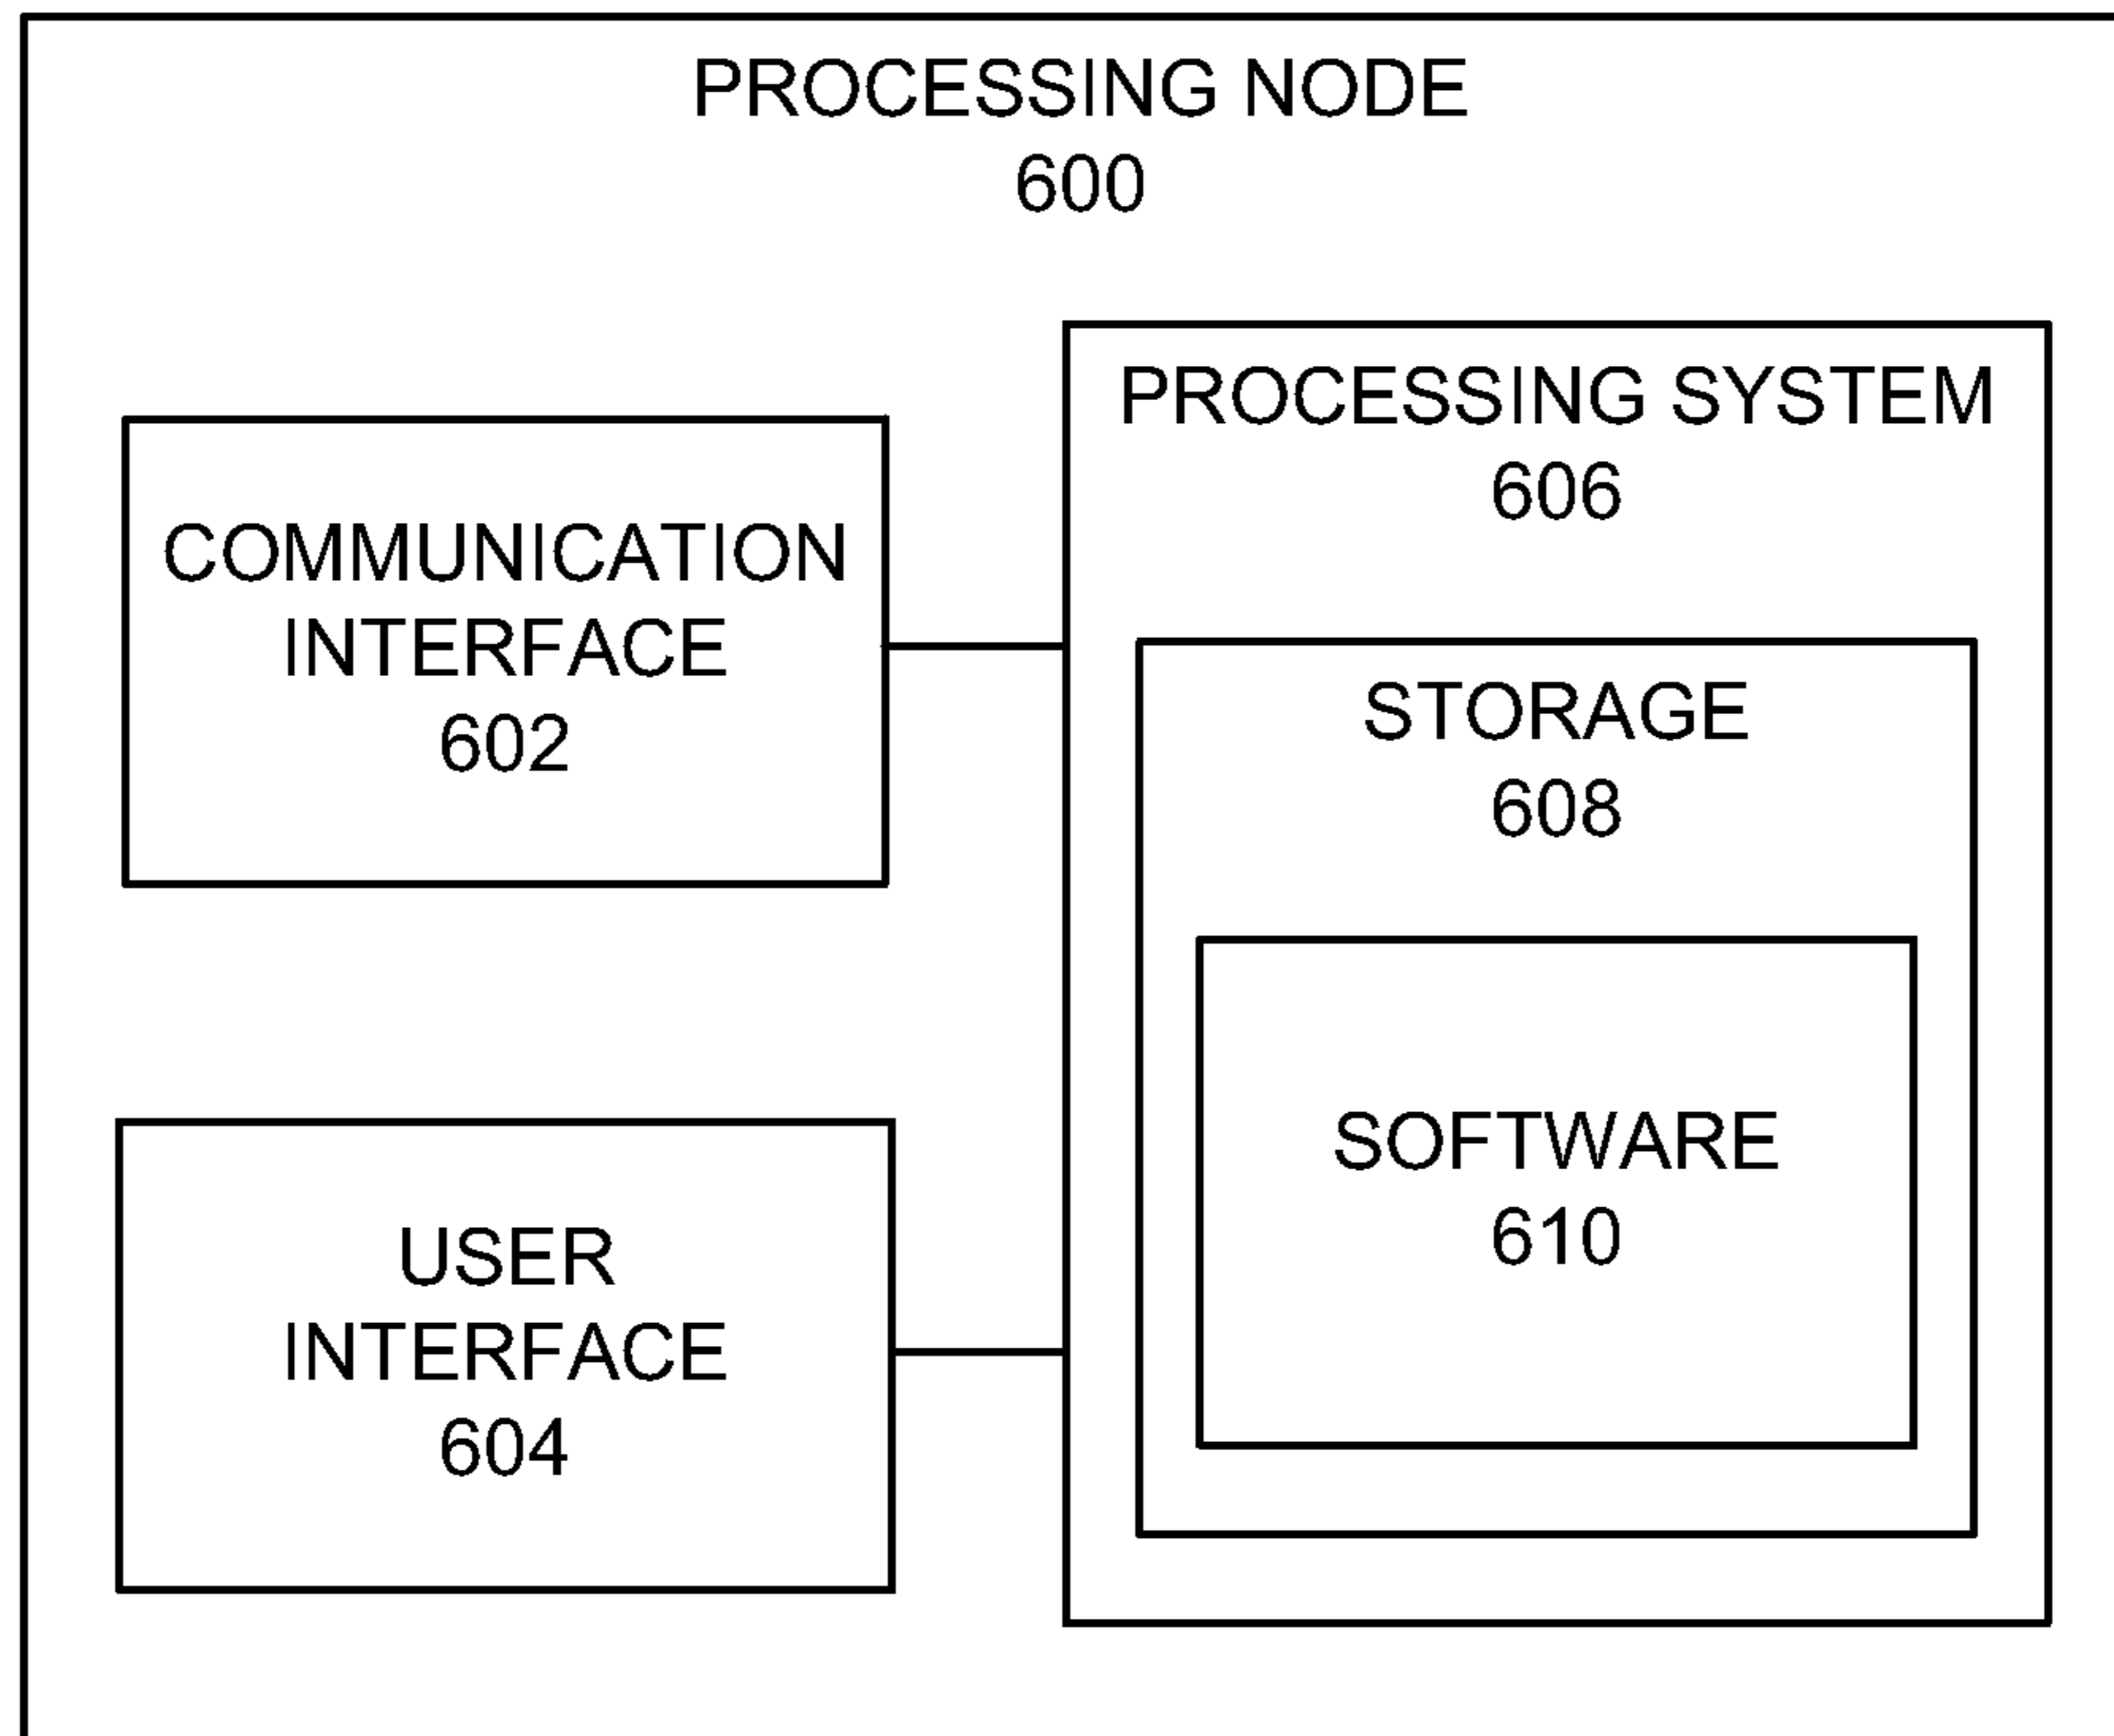 PROCESSING NODE
600
PROCESSING SYSTEM
606
COMMUNICATION
INTERFACE
602
STORAGE
608
SOFTWARE
610
USER
INTERFACE
604